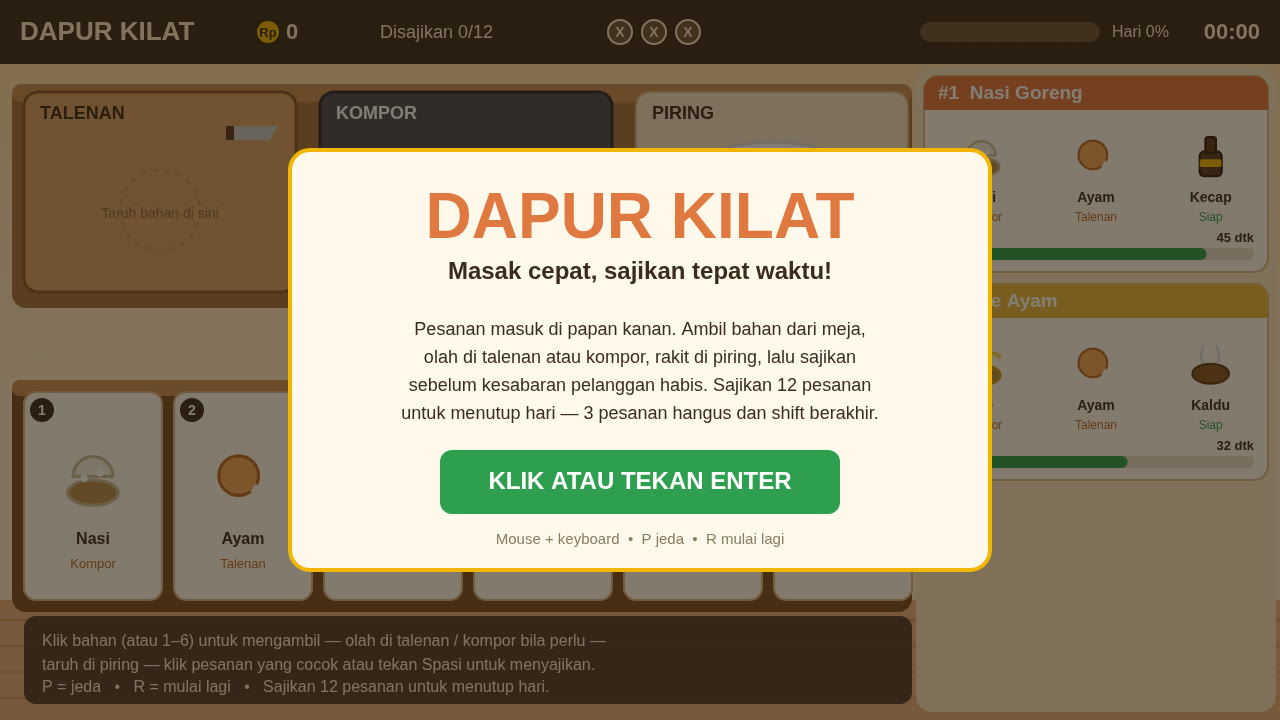 DAPUR KILAT
Rp 0
Disajikan 0/12
X X X
Hari 0%
00:00
TALENAN
Taruh bahan di sini
KOMPOR
PIRING
#1 Nasi Goreng
Ayam
Kecap
Talenan
Siap
45 dtk
Ayam
Ayam
Kaldu
Talenan
Siap
32 dtk
DAPUR KILAT
Masak cepat, sajikan tepat waktu!
Pesanan masuk di papan kanan. Ambil bahan dari meja,
olah di talenan atau kompor, rakit di piring, lalu sajikan
sebelum kesabaran pelanggan habis. Sajikan 12 pesanan
untuk menutup hari — 3 pesanan hangus dan shift berakhir.
KLIK ATAU TEKAN ENTER
Mouse + keyboard • P jeda • R mulai lagi
1
Nasi
Kompor
2
Ayam
Talenan
Klik bahan (atau 1–6) untuk mengambil — olah di talenan / kompor bila perlu —
taruh di piring — klik pesanan yang cocok atau tekan Spasi untuk menyajikan.
P = jeda • R = mulai lagi • Sajikan 12 pesanan untuk menutup hari.